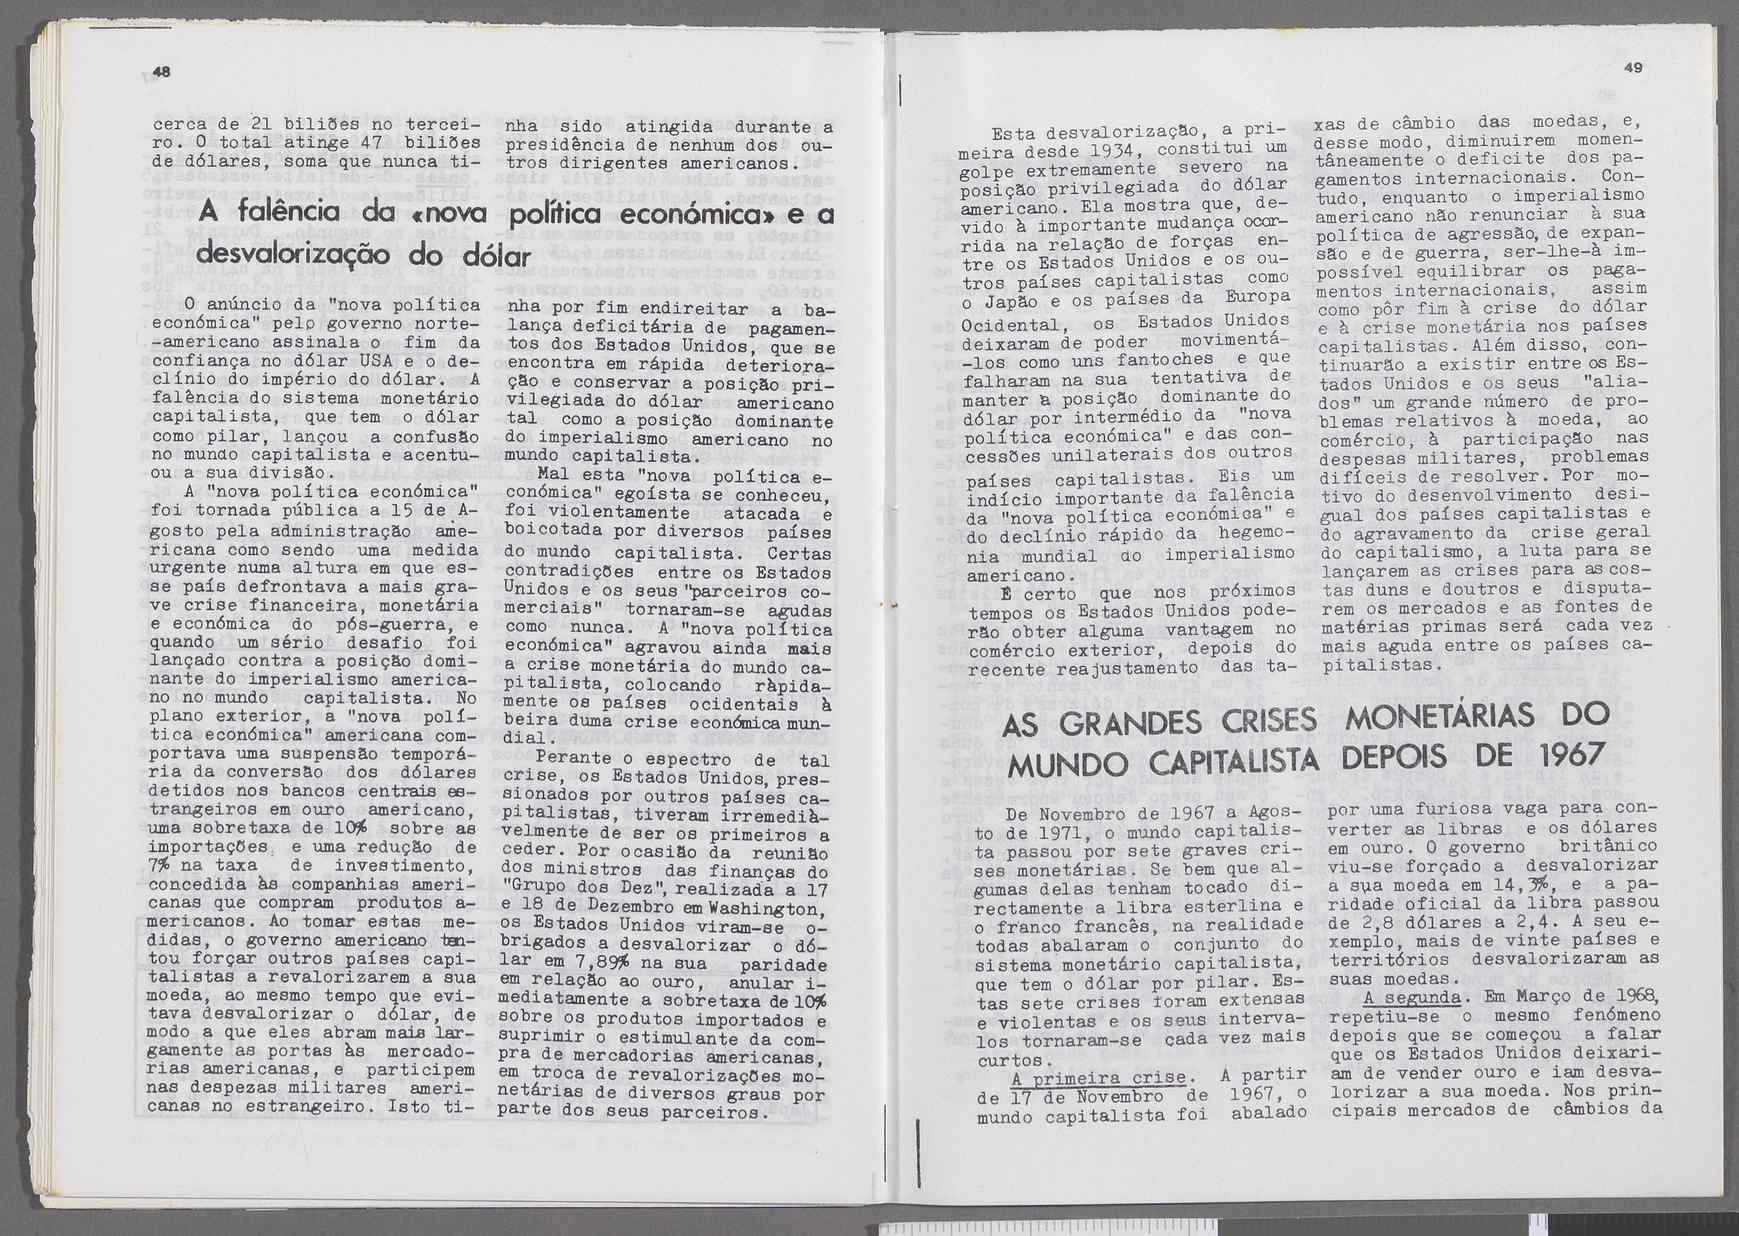 48
cerca de 21 biliões no tercei-
ro. O total atinge 47 biliões
de dólares, soma que nunca ti-
nha sido atingida durante a
presidência de nenhum dos ou-
tros dirigentes americanos.
A falência da «nova política económica» e a
desvalorização do dólar
O anúncio da "nova política
económica" pelo governo norte-
-americano assinala o fim da
confiança no dólar USA e o de-
clínio do império do dólar. A
falência do sistema monetário
capitalista, que tem o dólar
como pilar, lançou a confusão
no mundo capitalista e acentu-
ou a sua divisão.
A "nova política económica"
foi tornada pública a 15 de A-
gosto pela administração ame-
ricana como sendo uma medida
urgente numa altura em que es-
se país defrontava a mais gra-
ve crise financeira, monetária
e económica do pós-guerra, e
quando um sério desafio foi
lançado contra a posição domi-
nante do imperialismo america-
no no mundo capitalista. No
plano exterior, a "nova polí-
tica económica" americana com-
portava uma suspensão temporá-
ria da conversão dos dólares
detidos nos bancos centrais es-
trangeiros em ouro americano,
uma sobretaxa de 10% sobre as
importações, e uma redução de
7% na taxa de investimento,
concedida às companhias ameri-
canas que compram produtos a-
mericanos. Ao tomar estas me-
didas, o governo americano ten-
tou forçar outros países capi-
talistas a revalorizarem a sua
moeda, ao mesmo tempo que evi-
tava desvalorizar o dólar, de
modo a que eles abram mais lar-
gamente as portas às mercado-
rias americanas, e participem
nas despezas militares ameri-
canas no estrangeiro. Isto ti-
nha por fim endireitar a ba-
lança deficitária de pagamen-
tos dos Estados Unidos, que se
encontra em rápida deteriora-
ção e conservar a posição pri-
vilegiada do dólar americano
tal como a posição dominante
do imperialismo americano no
mundo capitalista.
Mal esta "nova política e-
conómica" egoísta se conheceu,
foi violentamente atacada e
boicotada por diversos países
do mundo capitalista. Certas
contradições entre os Estados
Unidos e os seus "parceiros co-
merciais" tornaram-se agudas
como nunca. A "nova política
económica" agravou ainda mais
a crise monetária do mundo ca-
pitalista, colocando ràpida-
mente os países ocidentais à
beira duma crise económica mun-
dial.
Perante o espectro de tal
crise, os Estados Unidos, pres-
sionados por outros países ca-
pitalistas, tiveram irremedià-
velmente de ser os primeiros a
ceder. Por ocasião da reunião
dos ministros das finanças do
"Grupo dos Dez", realizada a 17
e 18 de Dezembro em Washington,
os Estados Unidos viram-se o-
brigados a desvalorizar o dó-
lar em 7,89% na sua paridade
em relação ao ouro, anular i-
mediatamente a sobretaxa de 10%
sobre os produtos importados e
suprimir o estimulante da com-
pra de mercadorias americanas,
em troca de revalorizações mo-
netárias de diversos graus por
parte dos seus parceiros.
49
Esta desvalorização, a pri-
meira desde 1934, constitui um
golpe extremamente severo na
posição privilegiada do dólar
americano. Ela mostra que, de-
vido à importante mudança ocor-
rida na relação de forças en-
tre os Estados Unidos e os ou-
tros países capitalistas como
o Japão e os países da Europa
Ocidental, os Estados Unidos
deixaram de poder movimentá-
-los como uns fantoches e que
falharam na sua tentativa de
manter a posição dominante do
dólar por intermédio da "nova
política económica" e das con-
cessões unilaterais dos outros
países capitalistas. Eis um
indício importante da falência
da "nova política económica" e
do declínio rápido da hegemo-
nia mundial do imperialismo
americano.
É certo que nos próximos
tempos os Estados Unidos pode-
rão obter alguma vantagem no
comércio exterior, depois do
recente reajustamento das ta-
xas de câmbio das moedas, e,
desse modo, diminuirem momen-
tâneamente o deficite dos pa-
gamentos internacionais. Con-
tudo, enquanto o imperialismo
americano não renunciar à sua
política de agressão, de expan-
são e de guerra, ser-lhe-à im-
possível equilibrar os paga-
mentos internacionais, assim
como pôr fim à crise do dólar
e à crise monetária nos países
capitalistas. Além disso, con-
tinuarão a existir entre os Es-
tados Unidos e os seus "alia-
dos" um grande número de pro-
blemas relativos à moeda, ao
comércio, à participação nas
despesas militares, problemas
difíceis de resolver. Por mo-
tivo do desenvolvimento desi-
gual dos países capitalistas e
do agravamento da crise geral
do capitalismo, a luta para se
lançarem as crises para as cos-
tas duns e doutros e disputa-
rem os mercados e as fontes de
matérias primas será cada vez
mais aguda entre os países ca-
pitalistas.
AS GRANDES CRISES MONETÁRIAS DO
MUNDO CAPITALISTA DEPOIS DE 1967
De Novembro de 1967 a Agos-
to de 1971, o mundo capitalis-
ta passou por sete graves cri-
ses monetárias. Se bem que al-
gumas delas tenham tocado di-
rectamente a libra esterlina e
o franco francês, na realidade
todas abalaram o conjunto do
sistema monetário capitalista,
que tem o dólar por pilar. Es-
tas sete crises foram extensas
e violentas e os seus interva-
los tornaram-se cada vez mais
curtos.
A primeira crise. A partir
de 17 de Novembro de 1967, o
mundo capitalista foi abalado
por uma furiosa vaga para con-
verter as libras e os dólares
em ouro. O governo britânico
viu-se forçado a desvalorizar
a sua moeda em 14,3%, e a pa-
ridade oficial da libra passou
de 2,8 dólares a 2,4. A seu e-
xemplo, mais de vinte países e
territórios desvalorizaram as
suas moedas.
A segunda. Em Março de 1968,
repetiu-se o mesmo fenómeno
depois que se começou a falar
que os Estados Unidos deixari-
am de vender ouro e iam desva-
lorizar a sua moeda. Nos prin-
cipais mercados de câmbios da